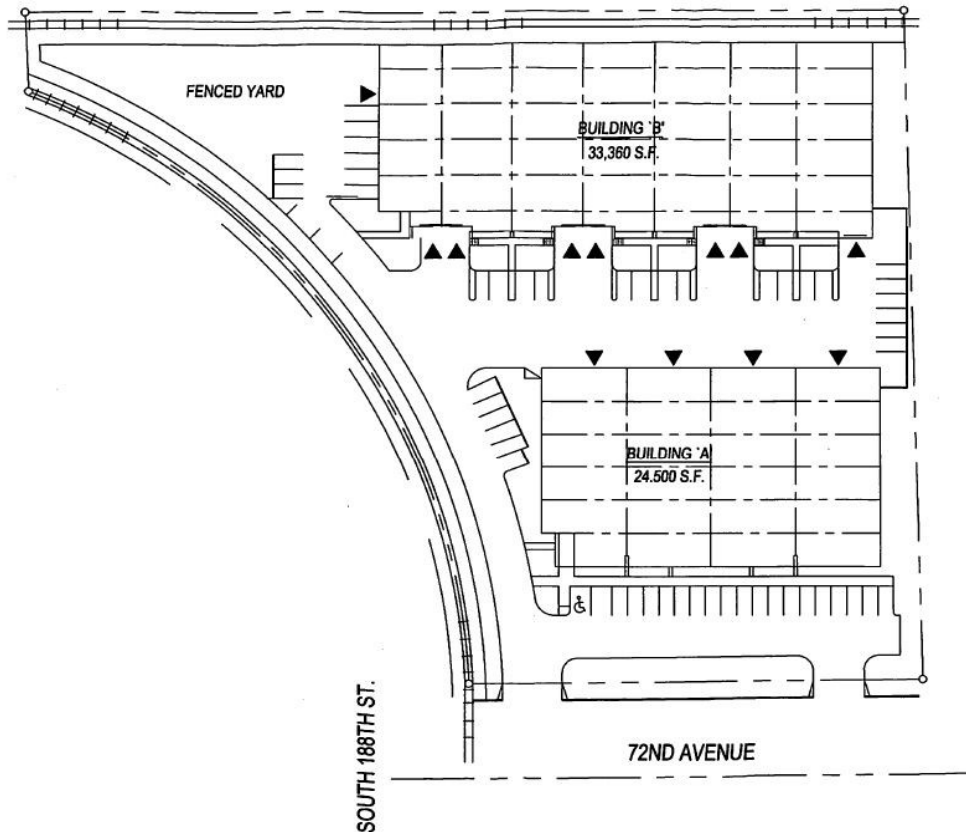 FENCED YARD
BUILDING `B'
33,360 S.F.
BUILDING `A'
24.500 S.F.
SOUTH 188TH ST.
72ND AVENUE